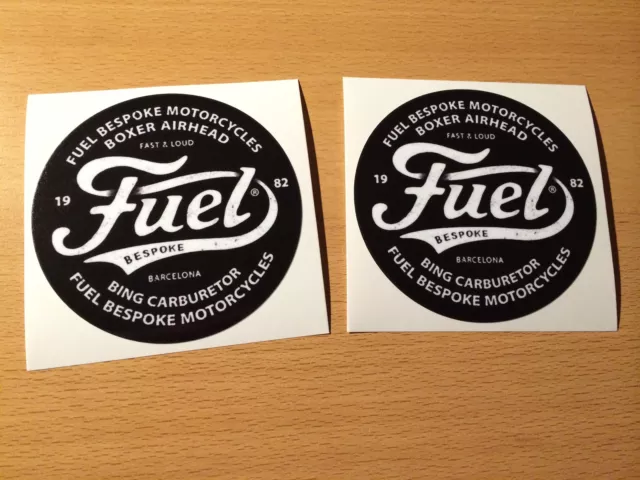 FUEL BESPOKE MOTORCYCLES
BOXER AIRHEAD
FAST & LOUD
19 82
Fuel®
BESPOKE
BARCELONA
BING CARBURETOR
FUEL BESPOKE MOTORCYCLES
FUEL BESPOKE MOTORCYCLES
BOXER AIRHEAD
FAST & LOUD
19 82
Fuel®
BESPOKE
BARCELONA
BING CARBURETOR
FUEL BESPOKE MOTORCYCLES